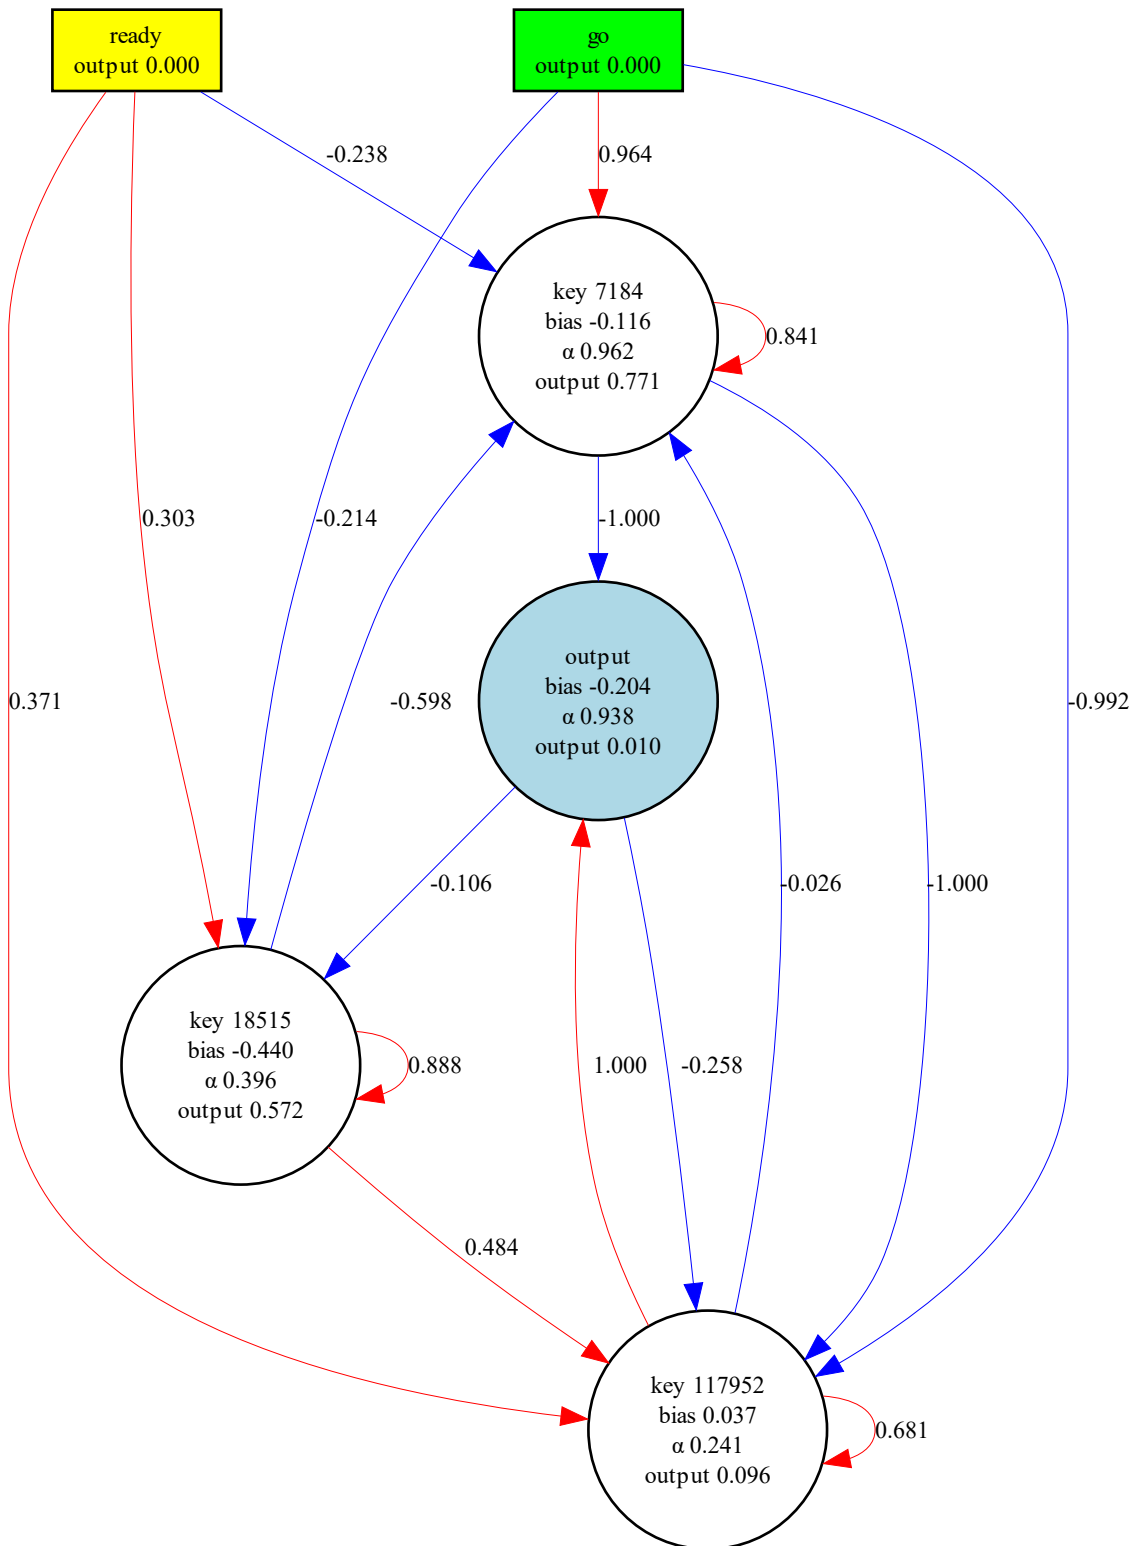 ready
output 0.000
go
output 0.000
-0.238
0.964
key 7184
bias -0.116
α 0.962
output 0.771
0.841
0.303
-0.214
-1.000
output
bias -0.204
α 0.938
output 0.010
0.371
-0.598
-0.992
-0.106
-0.026
-1.000
key 18515
bias -0.440
α 0.396
output 0.572
0.888
1.000
-0.258
0.484
key 117952
bias 0.037
α 0.241
output 0.096
0.681